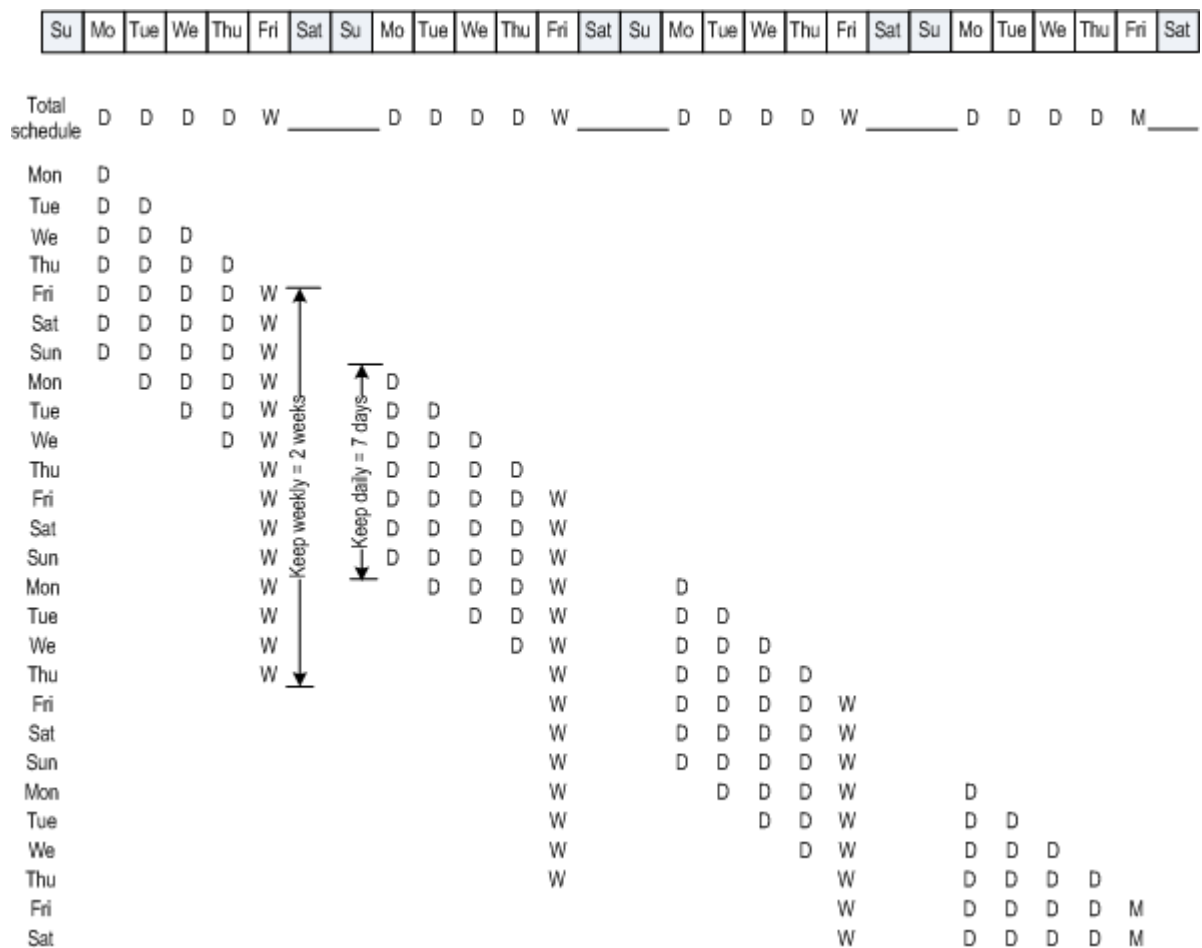 Su Mo Tue We Thu Fri Sat Su Mo Tue We Thu Fri Sat Su Mo Tue We Thu Fri Sat Su Mo Tue We Thu Fri Sat
Total
schedule D D D D W D D D D W D D D D W D D D D M
Mon D
Tue D D
We D D D
Thu D D D D
Fri D D D D W
Sat D D D D W
Sun D D D D W
Mon D D D W D
Tue D D W D D
We D W D D D
Thu W D D D D
Fri W D D D D W
Sat W D D D D W
Sun W D D D D W
Mon W D D D W D
Tue W D D W D D
We W D W D D D
Thu W W D D D D
Fri W D D D D W
Sat W D D D D W
Sun W D D D D W
Mon W D D D W D
Tue W D D W D D
We W D W D D D
Thu W W D D D D
Fri W D D D D M
Sat W D D D D M
Keep weekly = 2 weeks
Keep daily = 7 days